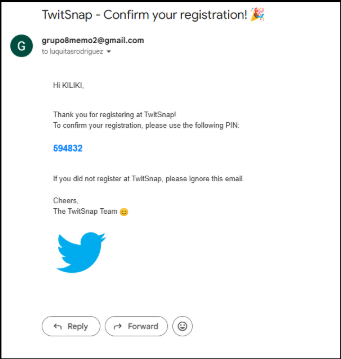 TwitSnap - Confirm your registration! 🎉
G
grupo8memo2@gmail.com
to luquitasrodriguez
Hi KILIKI,
Thank you for registering at TwitSnap!
To confirm your registration, please use the following PIN:
594832
If you did not register at TwitSnap, please ignore this email.
Cheers,
The TwitSnap Team 😊
Reply
Forward